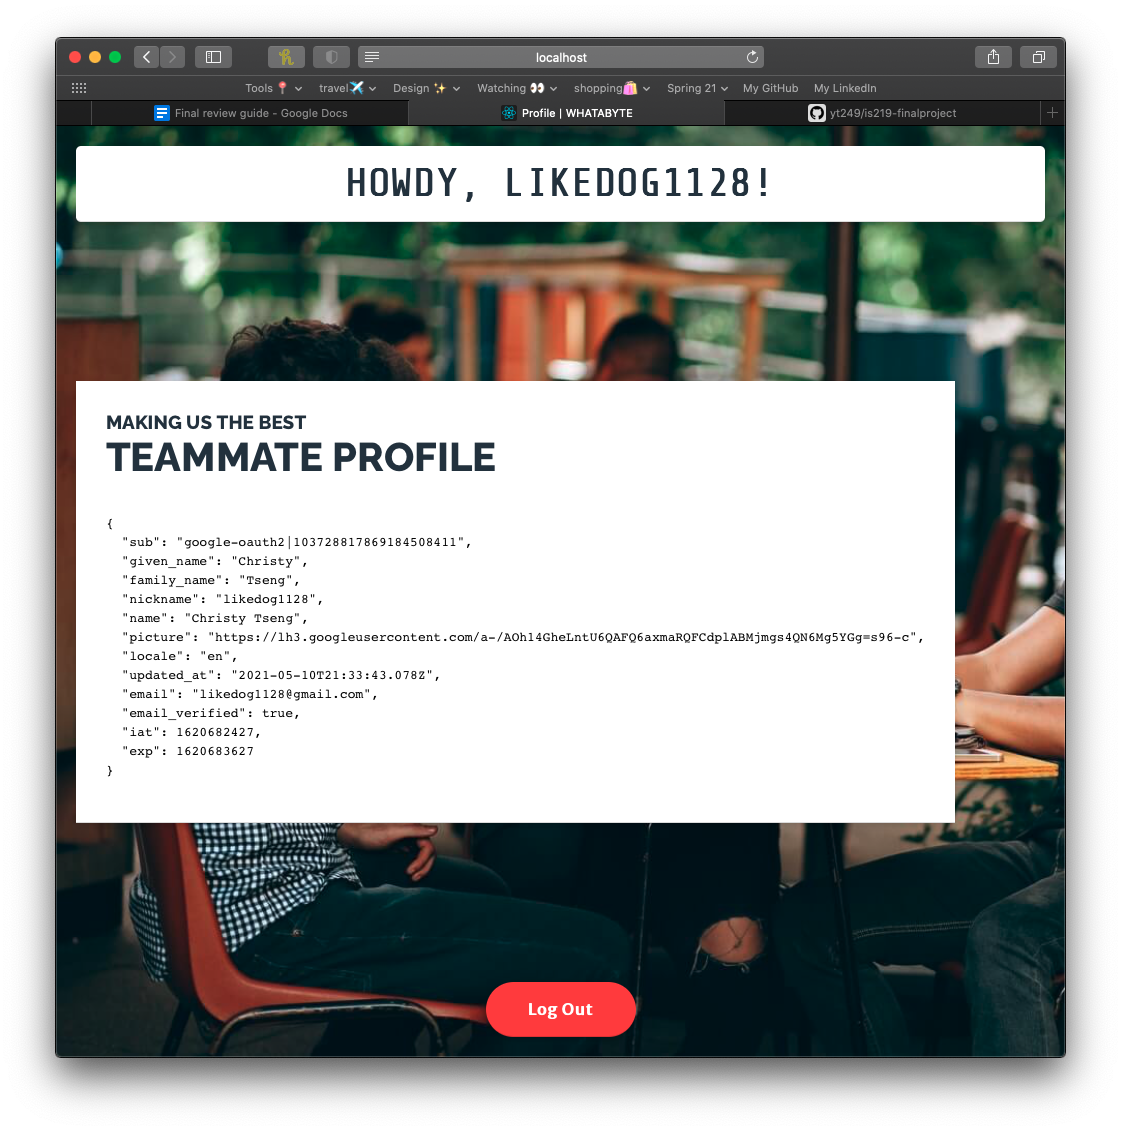 localhost
Tools travel Design Watching shopping Spring 21 My GitHub My LinkedIn
Final review guide - Google Docs
Profile | WHATABYTE
yt249/is219-finalproject
HOWDY, LIKEDOG1128!
MAKING US THE BEST
TEAMMATE PROFILE
{
"sub": "google-oauth2|103728817869184508411",
"given_name": "Christy",
"family_name": "Tseng",
"nickname": "likedog1128",
"name": "Christy Tseng",
"picture": "https://lh3.googleusercontent.com/a-/AOh14GheLntU6QAFQ6axmaRQFCdplABMjmgs4QN6Mg5YGg=s96-c",
"locale": "en",
"updated_at": "2021-05-10T21:33:43.078Z",
"email": "likedog1128@gmail.com",
"email_verified": true,
"iat": 1620682427,
"exp": 1620683627
}
Log Out